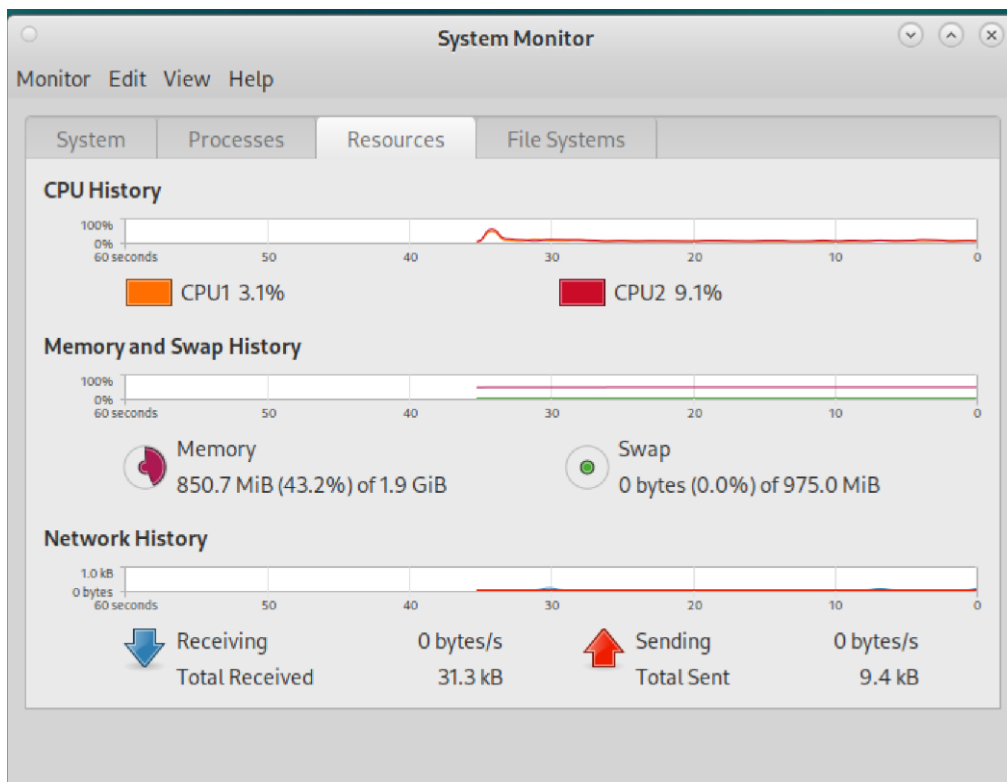 System Monitor
Monitor Edit View Help
System Processes Resources File Systems
CPU History
100%
0%
60 seconds 50 40 30 20 10 0
CPU1 3.1% CPU2 9.1%
Memory and Swap History
100%
0%
60 seconds 50 40 30 20 10 0
Memory Swap
850.7 MiB (43.2%) of 1.9 GiB 0 bytes (0.0%) of 975.0 MiB
Network History
1.0 kB
0 bytes
60 seconds 50 40 30 20 10 0
Receiving 0 bytes/s Sending 0 bytes/s
Total Received 31.3 kB Total Sent 9.4 kB